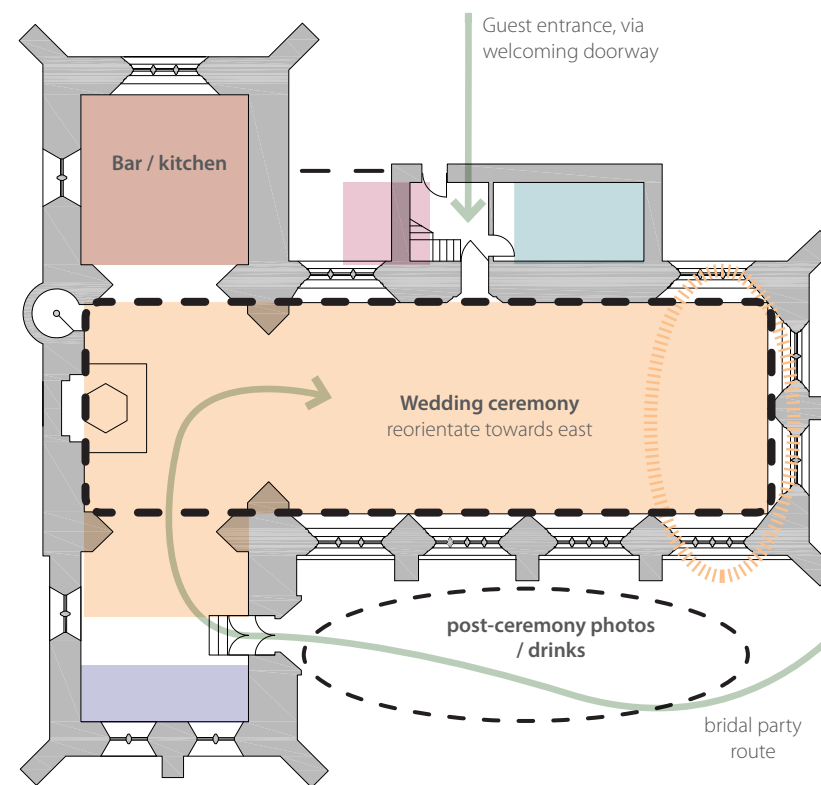 Guest entrance, via
welcoming doorway
Bar / kitchen
Wedding ceremony
reorientate towards east
post-ceremony photos
/ drinks
bridal party
route